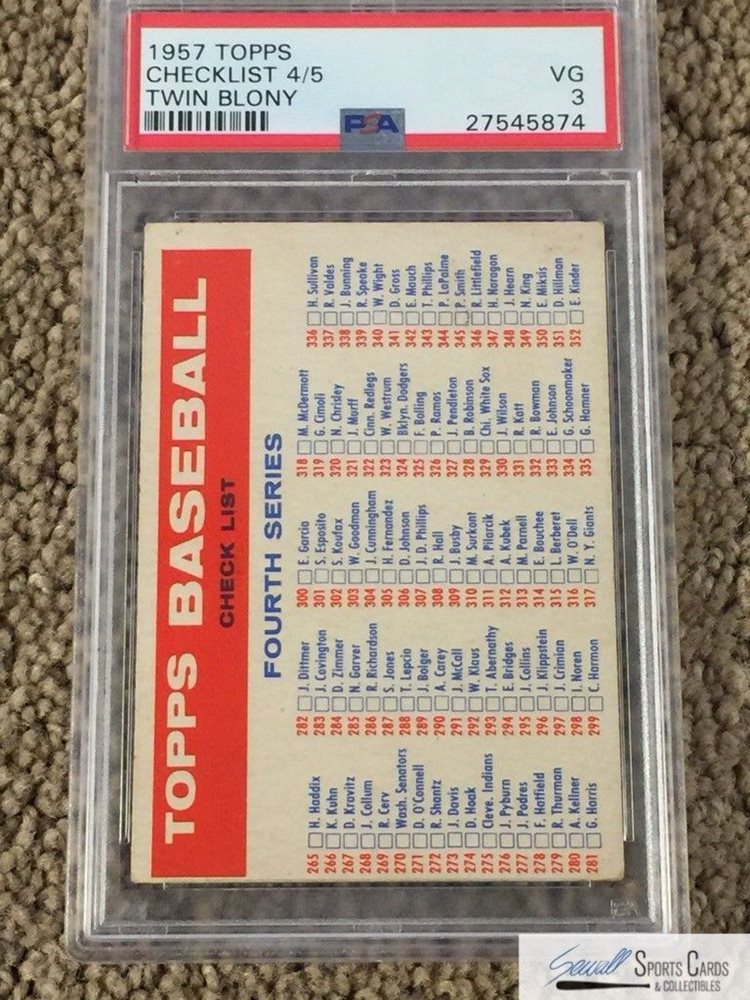 1957 TOPPS
CHECKLIST 4/5 VG
TWIN BLONY 3
PSA 27545874
TOPPS BASEBALL
CHECK LIST
FOURTH SERIES
265 H. Haddix
266 K. Kuhn
267 D. Kravitz
268 J. Collum
269 R. Cerv
270 Wash. Senators
271 D. O'Connell
272 R. Shantz
273 J. Davis
274 D. Hoak
275 Cleve. Indians
276 J. Pyburn
277 J. Podres
278 F. Hatfield
279 R. Thurman
280 A. Kellner
281 G. Harris
282 J. Dittmer
283 J. Covington
284 D. Zimmer
285 N. Garver
286 R. Richardson
287 S. Jones
288 T. Lepcio
289 J. Bolger
290 A. Carey
291 J. McCall
292 W. Klaus
293 T. Abernathy
294 E. Bridges
295 J. Collins
296 J. Klippstein
297 J. Crimian
298 I. Noren
299 C. Harmon
300 E. Garcia
301 S. Esposito
302 S. Koufax
303 W. Goodman
304 J. Cunningham
305 H. Fernandez
306 D. Johnson
307 J. D. Phillips
308 R. Hall
309 J. Busby
310 M. Surkont
311 A. Pilarcik
312 A. Kubek
313 M. Parnell
314 E. Bouchee
315 L. Berberet
316 W. O'Dell
317 N. Y. Giants
318 M. McDermott
319 G. Cimoli
320 N. Chrisley
321 J. Murff
322 Cinn. Redlegs
323 W. Westrum
324 Bklyn. Dodgers
325 F. Bolling
326 P. Ramos
327 J. Pendleton
328 B. Robinson
329 Chi. White Sox
330 J. Wilson
331 R. Katt
332 R. Bowman
333 E. Johnson
334 G. Schoonmaker
335 G. Hamner
336 H. Sullivan
337 R. Valdes
338 J. Bunning
339 R. Speake
340 W. Wight
341 D. Gross
342 E. Mauch
343 T. Phillips
344 P. LaPalme
345 P. Smith
346 R. Littlefield
347 H. Naragon
348 J. Hearn
349 N. King
350 E. Miksis
351 D. Hillman
352 E. Kinder
Sewall SPORTS CARDS
& COLLECTIBLES